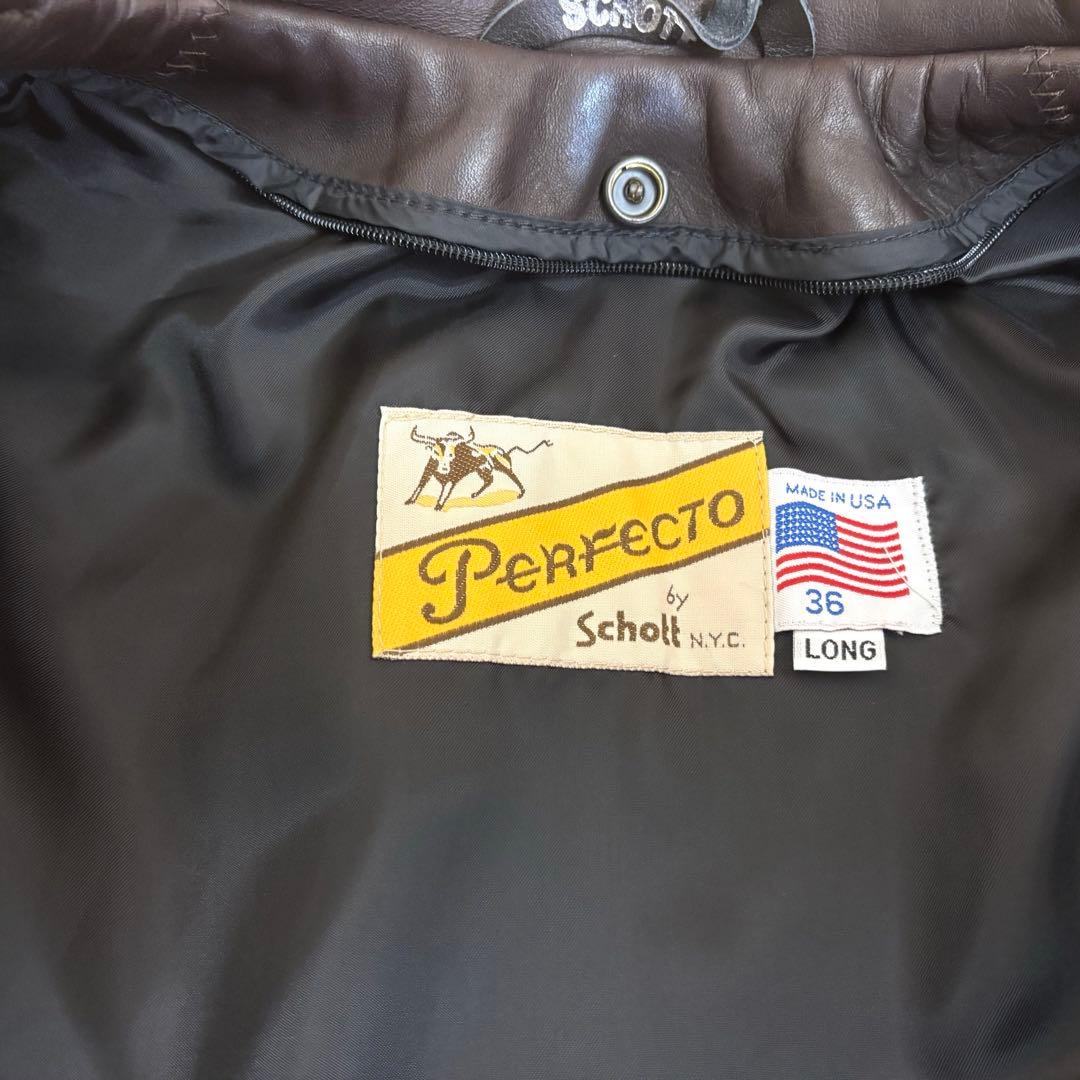 SCHOTT
PERFECTO
by
Schott N.Y.C.
MADE IN USA
36
LONG